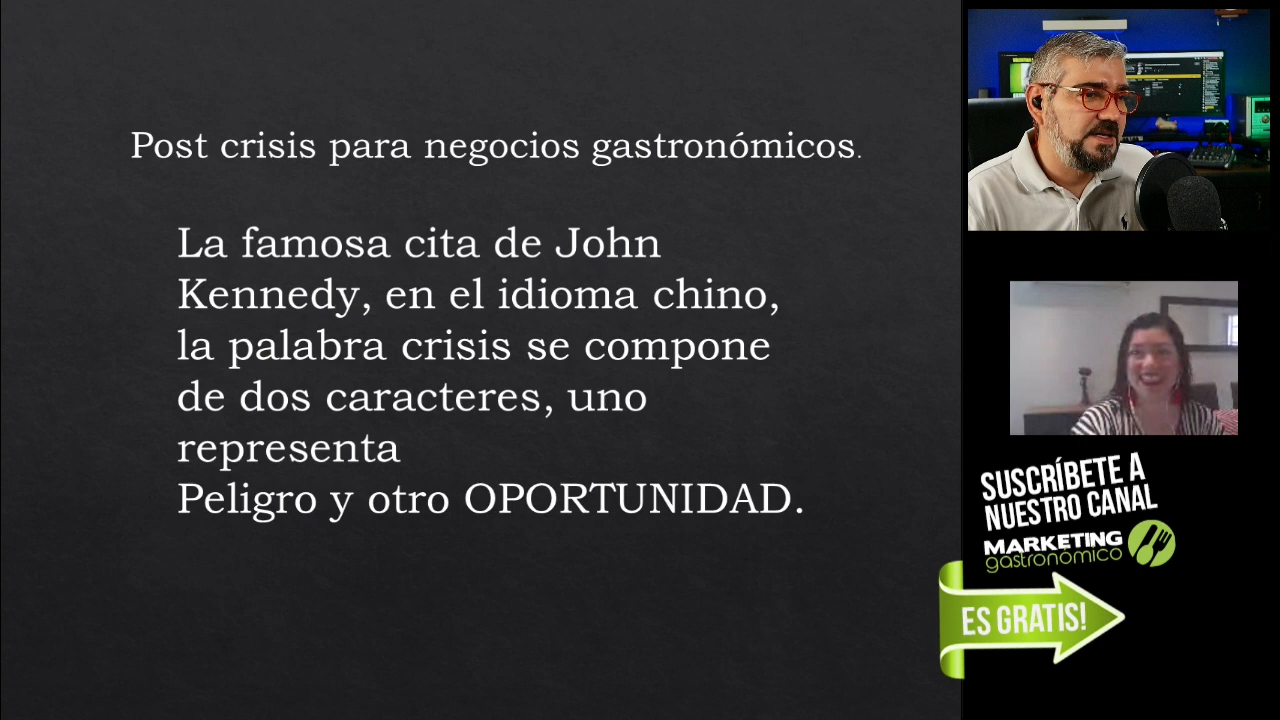 Post crisis para negocios gastronómicos.
La famosa cita de John
Kennedy, en el idioma chino,
la palabra crisis se compone
de dos caracteres, uno
representa
Peligro y otro OPORTUNIDAD.
SUSCRÍBETE A
NUESTRO CANAL
MARKETING
gastronómico
ES GRATIS!